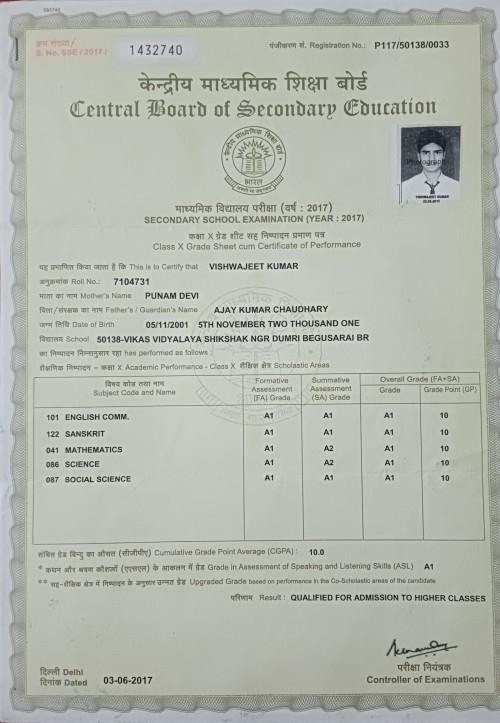 क्रम संख्या/
S. No. SSE / 2017 /
1432740
पंजीकरण सं. Registration No.: P117/50138/0033
केन्द्रीय माध्यमिक शिक्षा बोर्ड
Central Board of Secondary Education
केन्द्रीय माध्यमिक शिक्षा बोर्ड
भारत
Photograph
VISHWAJEET KUMAR
माध्यमिक विद्यालय परीक्षा (वर्ष : 2017)
SECONDARY SCHOOL EXAMINATION (YEAR : 2017)
कक्षा X ग्रेड शीट सह निष्पादन प्रमाण पत्र
Class X Grade Sheet cum Certificate of Performance
यह प्रमाणित किया जाता है कि This is to Certify that VISHWAJEET KUMAR
अनुक्रमांक Roll No.: 7104731
माता का नाम Mother's Name PUNAM DEVI
पिता/संरक्षक का नाम Father's / Guardian's Name AJAY KUMAR CHAUDHARY
जन्म तिथि Date of Birth 05/11/2001 5TH NOVEMBER TWO THOUSAND ONE
विद्यालय School 50138-VIKAS VIDYALAYA SHIKSHAK NGR DUMRI BEGUSARAI BR
का निष्पादन निम्नानुसार रहा has performed as follows :
शैक्षणिक निष्पादन – कक्षा X Academic Performance - Class X शैक्षिक क्षेत्र Scholastic Areas
विषय कोड तथा नाम
Subject Code and Name
Formative Assessment (FA) Grade
Summative Assessment (SA) Grade
Overall Grade (FA+SA)
Grade Grade Point (GP)
101 ENGLISH COMM. A1 A1 A1 10
122 SANSKRIT A1 A1 A1 10
041 MATHEMATICS A1 A2 A1 10
086 SCIENCE A1 A2 A1 10
087 SOCIAL SCIENCE A1 A1 A1 10
संचित ग्रेड बिन्दु का औसत (सीजीपीए) Cumulative Grade Point Average (CGPA) : 10.0
* कथन और श्रवण कौशलों (एएसएल) के आकलन में ग्रेड Grade in Assessment of Speaking and Listening Skills (ASL) A1
** सह-शैक्षिक क्षेत्र में निष्पादन के अनुसार उन्नत ग्रेड Upgraded Grade based on performance in the Co-Scholastic areas of the candidate
परिणाम Result : QUALIFIED FOR ADMISSION TO HIGHER CLASSES
दिल्ली Delhi
दिनांक Dated 03-06-2017
परीक्षा नियंत्रक
Controller of Examinations